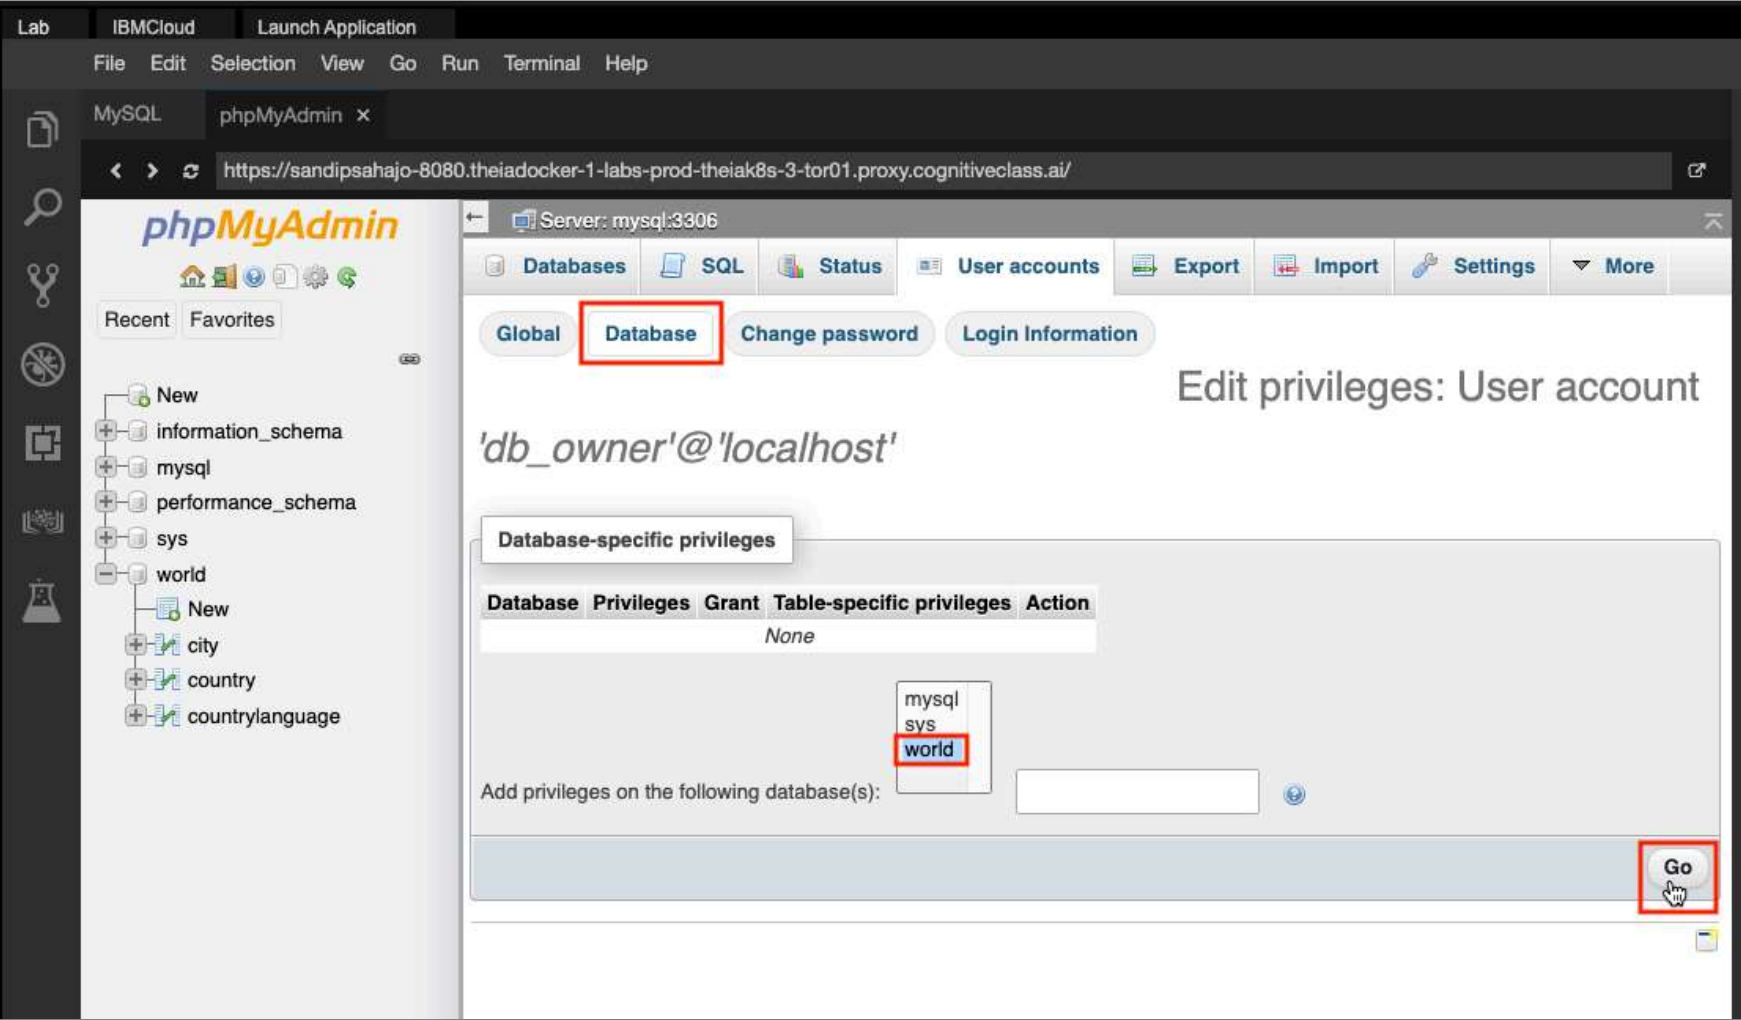 Lab IBMCloud Launch Application
File Edit Selection View Go Run Terminal Help
MySQL phpMyAdmin ×
https://sandipsahajo-8080.theiadocker-1-labs-prod-theiak8s-3-tor01.proxy.cognitiveclass.ai/
phpMyAdmin
Recent Favorites
New
information_schema
mysql
performance_schema
sys
world
New
city
country
countrylanguage
Server: mysql:3306
Databases SQL Status User accounts Export Import Settings More
Global Database Change password Login Information
Edit privileges: User account
'db_owner'@'localhost'
Database-specific privileges
Database Privileges Grant Table-specific privileges Action
None
mysql
sys
world
Add privileges on the following database(s):
Go